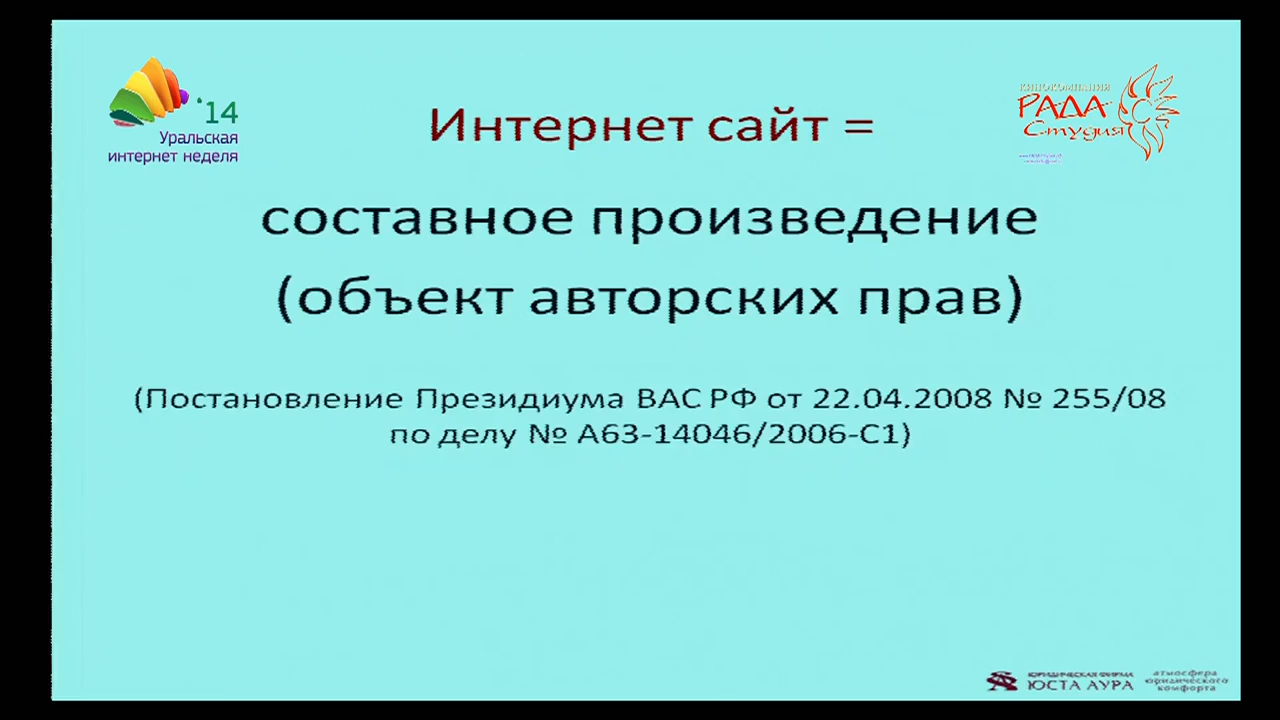 '14
Уральская
интернет неделя
КИНОКОМПАНИЯ
РАДА
Студия
Интернет сайт =
составное произведение
(объект авторских прав)
(Постановление Президиума ВАС РФ от 22.04.2008 № 255/08
по делу № А63-14046/2006-С1)
ЮРИДИЧЕСКАЯ ФИРМА
ЮСТА АУРА
атмосфера
юридического
комфорта